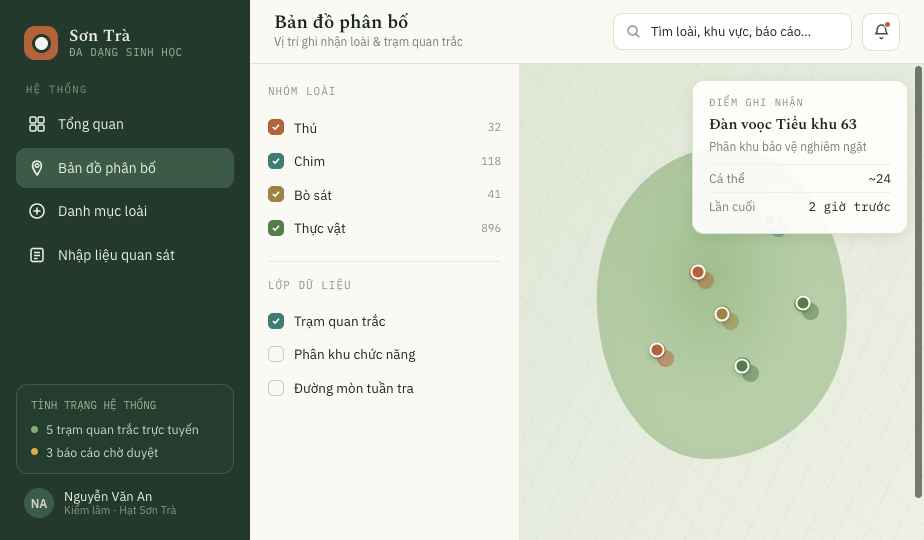 Sơn Trà
ĐA DẠNG SINH HỌC
HỆ THỐNG
Tổng quan
Bản đồ phân bố
Danh mục loài
Nhập liệu quan sát
TÌNH TRẠNG HỆ THỐNG
5 trạm quan trắc trực tuyến
3 báo cáo chờ duyệt
NA
Nguyễn Văn An
Kiểm lâm · Hạt Sơn Trà
Bản đồ phân bố
Vị trí ghi nhận loài & trạm quan trắc
Tìm loài, khu vực, báo cáo...
NHÓM LOÀI
Thú 32
Chim 118
Bò sát 41
Thực vật 896
LỚP DỮ LIỆU
Trạm quan trắc
Phân khu chức năng
Đường mòn tuần tra
ĐIỂM GHI NHẬN
Đàn voọc Tiểu khu 63
Phân khu bảo vệ nghiêm ngặt
Cá thể ~24
Lần cuối 2 giờ trước